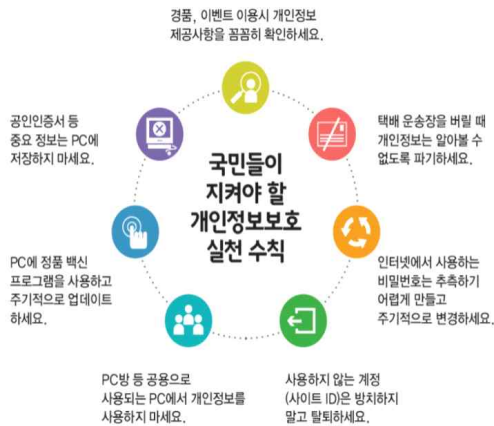 경품, 이벤트 이용시 개인정보
제공사항을 꼼꼼히 확인하세요.
택배 운송장을 버릴 때
개인정보는 알아볼 수
없도록 파기하세요.
인터넷에서 사용하는
비밀번호는 추측하기
어렵게 만들고
주기적으로 변경하세요.
사용하지 않는 계정
(사이트 ID)은 방치하지
말고 탈퇴하세요.
PC방 등 공용으로
사용되는 PC에서 개인정보를
사용하지 마세요.
PC에 정품 백신
프로그램을 사용하고
주기적으로 업데이트
하세요.
공인인증서 등
중요 정보는 PC에
저장하지 마세요.
국민들이
지켜야 할
개인정보보호
실천 수칙